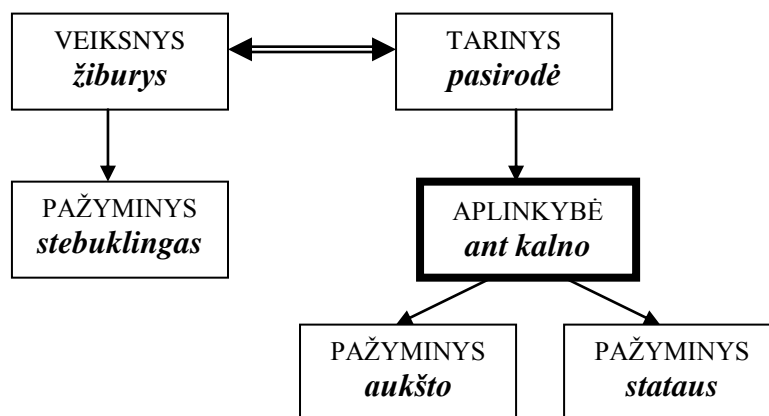 VEIKSNYS
žiburys
TARINYS
pasirodė
PAŽYMINYS
stebuklingas
APLINKYBĖ
ant kalno
PAŽYMINYS
aukšto
PAŽYMINYS
stataus